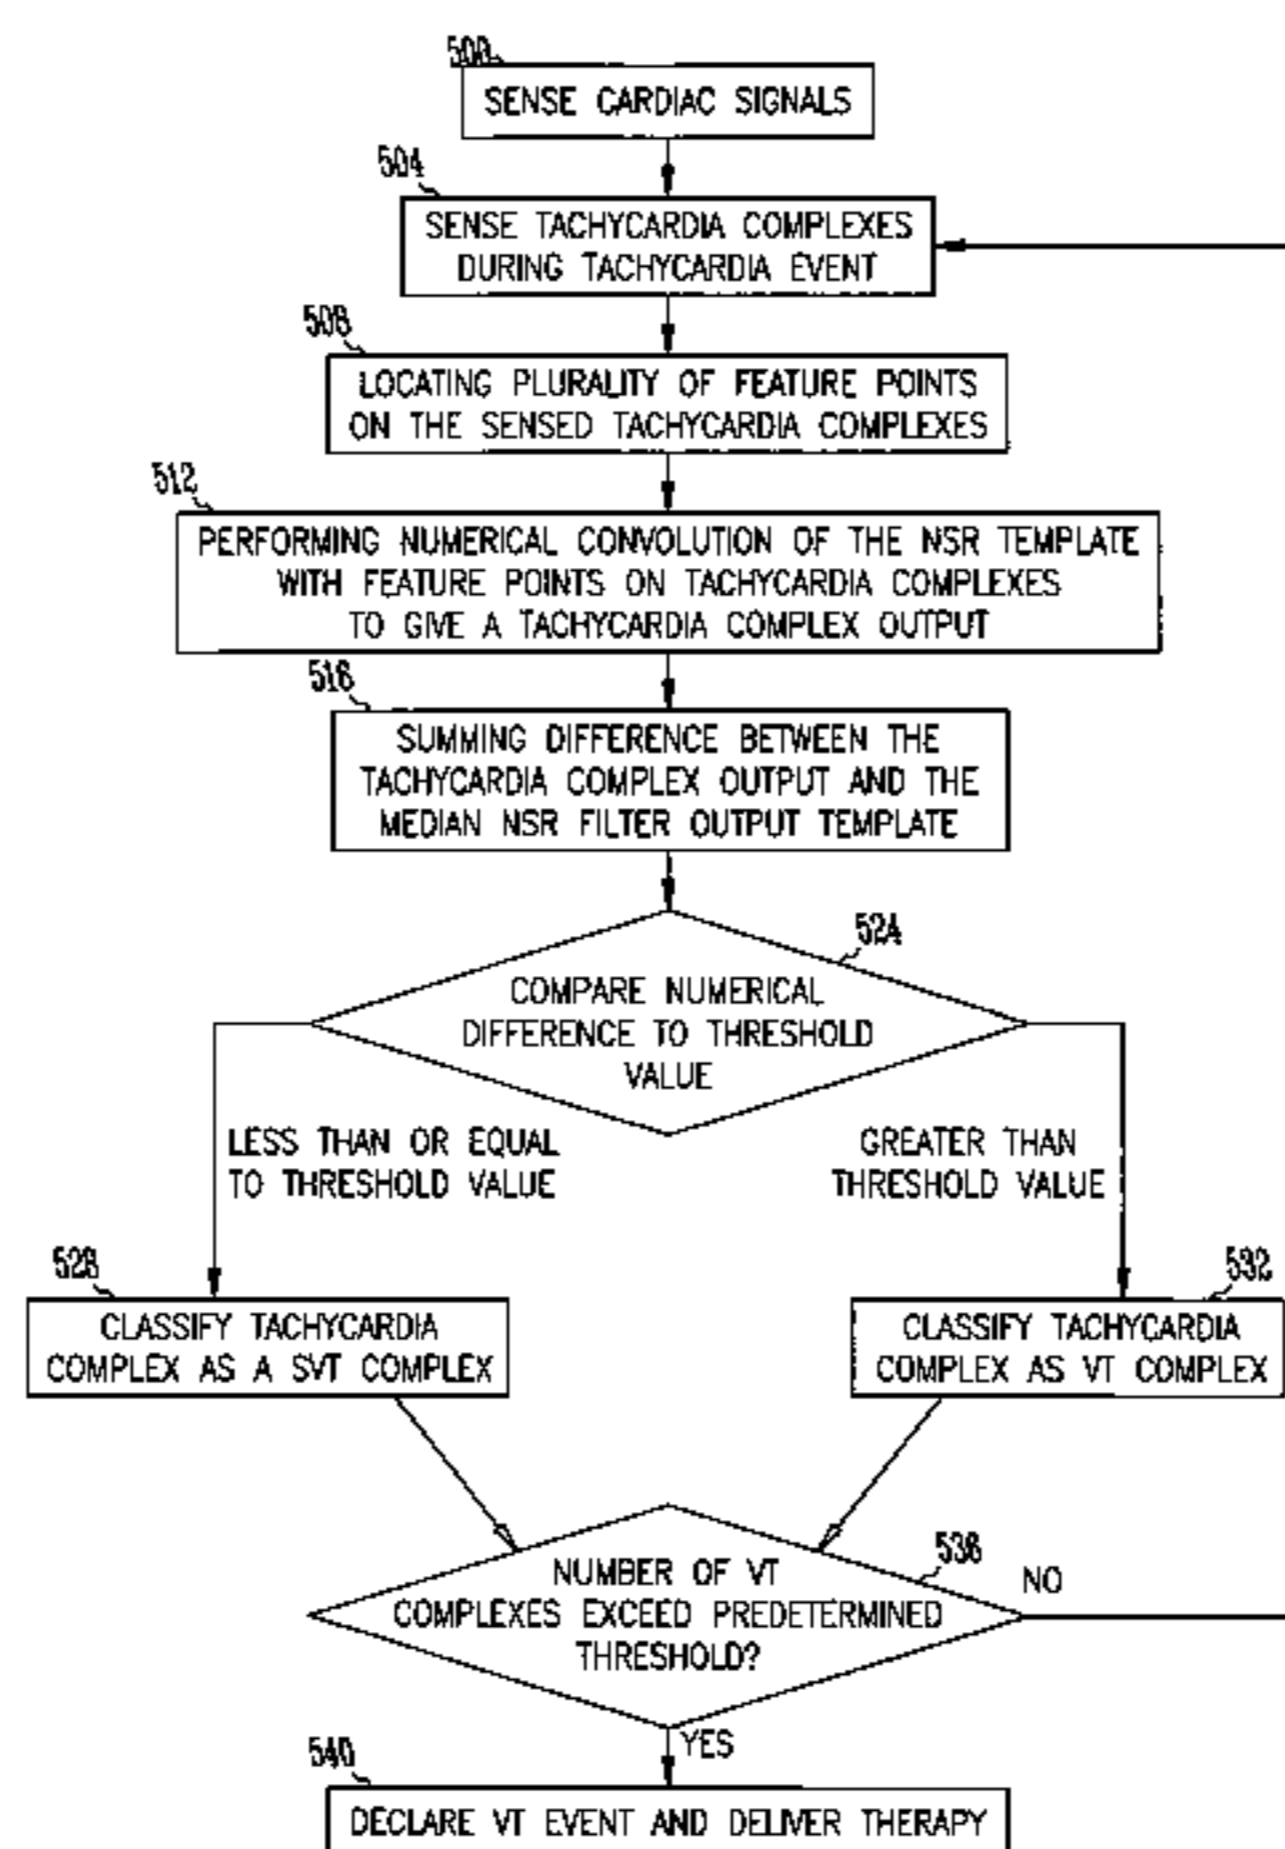 500
SENSE CARDIAC SIGNALS
504
SENSE TACHYCARDIA COMPLEXES
DURING TACHYCARDIA EVENT
508
LOCATING PLURALITY OF FEATURE POINTS
ON THE SENSED TACHYCARDIA COMPLEXES
512
PERFORMING NUMERICAL CONVOLUTION OF THE NSR TEMPLATE
WITH FEATURE POINTS ON TACHYCARDIA COMPLEXES
TO GIVE A TACHYCARDIA COMPLEX OUTPUT
516
SUMMING DIFFERENCE BETWEEN THE
TACHYCARDIA COMPLEX OUTPUT AND THE
MEDIAN NSR FILTER OUTPUT TEMPLATE
524
COMPARE NUMERICAL
DIFFERENCE TO THRESHOLD
VALUE
LESS THAN OR EQUAL
TO THRESHOLD VALUE
GREATER THAN
THRESHOLD VALUE
528
CLASSIFY TACHYCARDIA
COMPLEX AS A SVT COMPLEX
532
CLASSIFY TACHYCARDIA
COMPLEX AS VT COMPLEX
536
NUMBER OF VT
COMPLEXES EXCEED PREDETERMINED
THRESHOLD?
NO
YES
540
DECLARE VT EVENT AND DELIVER THERAPY